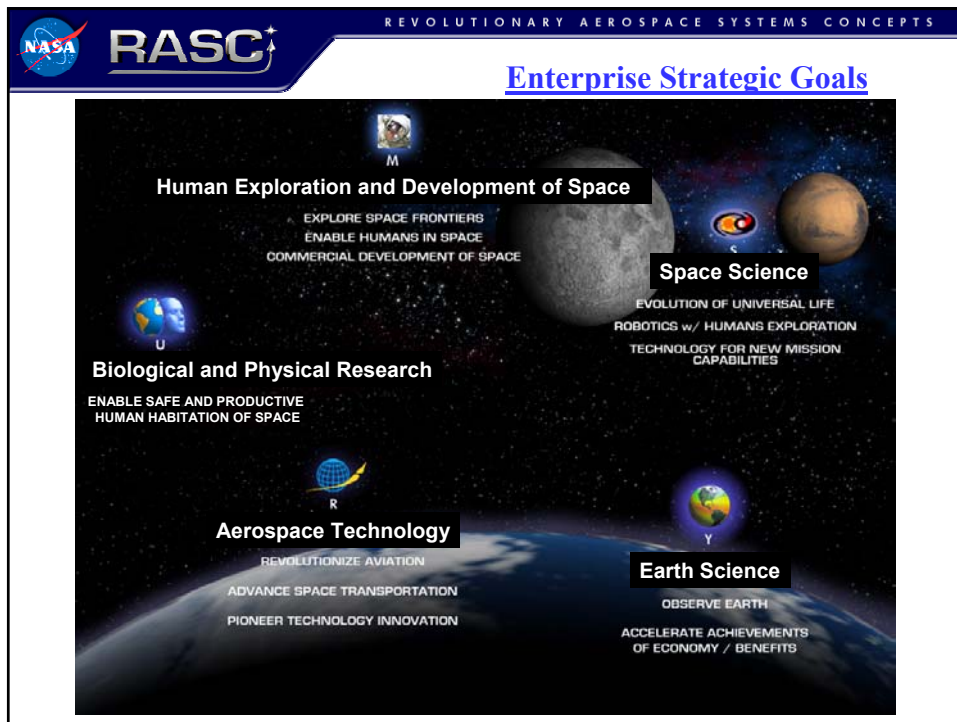 REVOLUTIONARY AEROSPACE SYSTEMS CONCEPTS
NASA
RASC
Enterprise Strategic Goals
M
Human Exploration and Development of Space
EXPLORE SPACE FRONTIERS
ENABLE HUMANS IN SPACE
COMMERCIAL DEVELOPMENT OF SPACE
S
Space Science
EVOLUTION OF UNIVERSAL LIFE
ROBOTICS w/ HUMANS EXPLORATION
TECHNOLOGY FOR NEW MISSION
CAPABILITIES
U
Biological and Physical Research
ENABLE SAFE AND PRODUCTIVE
HUMAN HABITATION OF SPACE
R
Aerospace Technology
REVOLUTIONIZE AVIATION
ADVANCE SPACE TRANSPORTATION
PIONEER TECHNOLOGY INNOVATION
Y
Earth Science
OBSERVE EARTH
ACCELERATE ACHIEVEMENTS
OF ECONOMY / BENEFITS